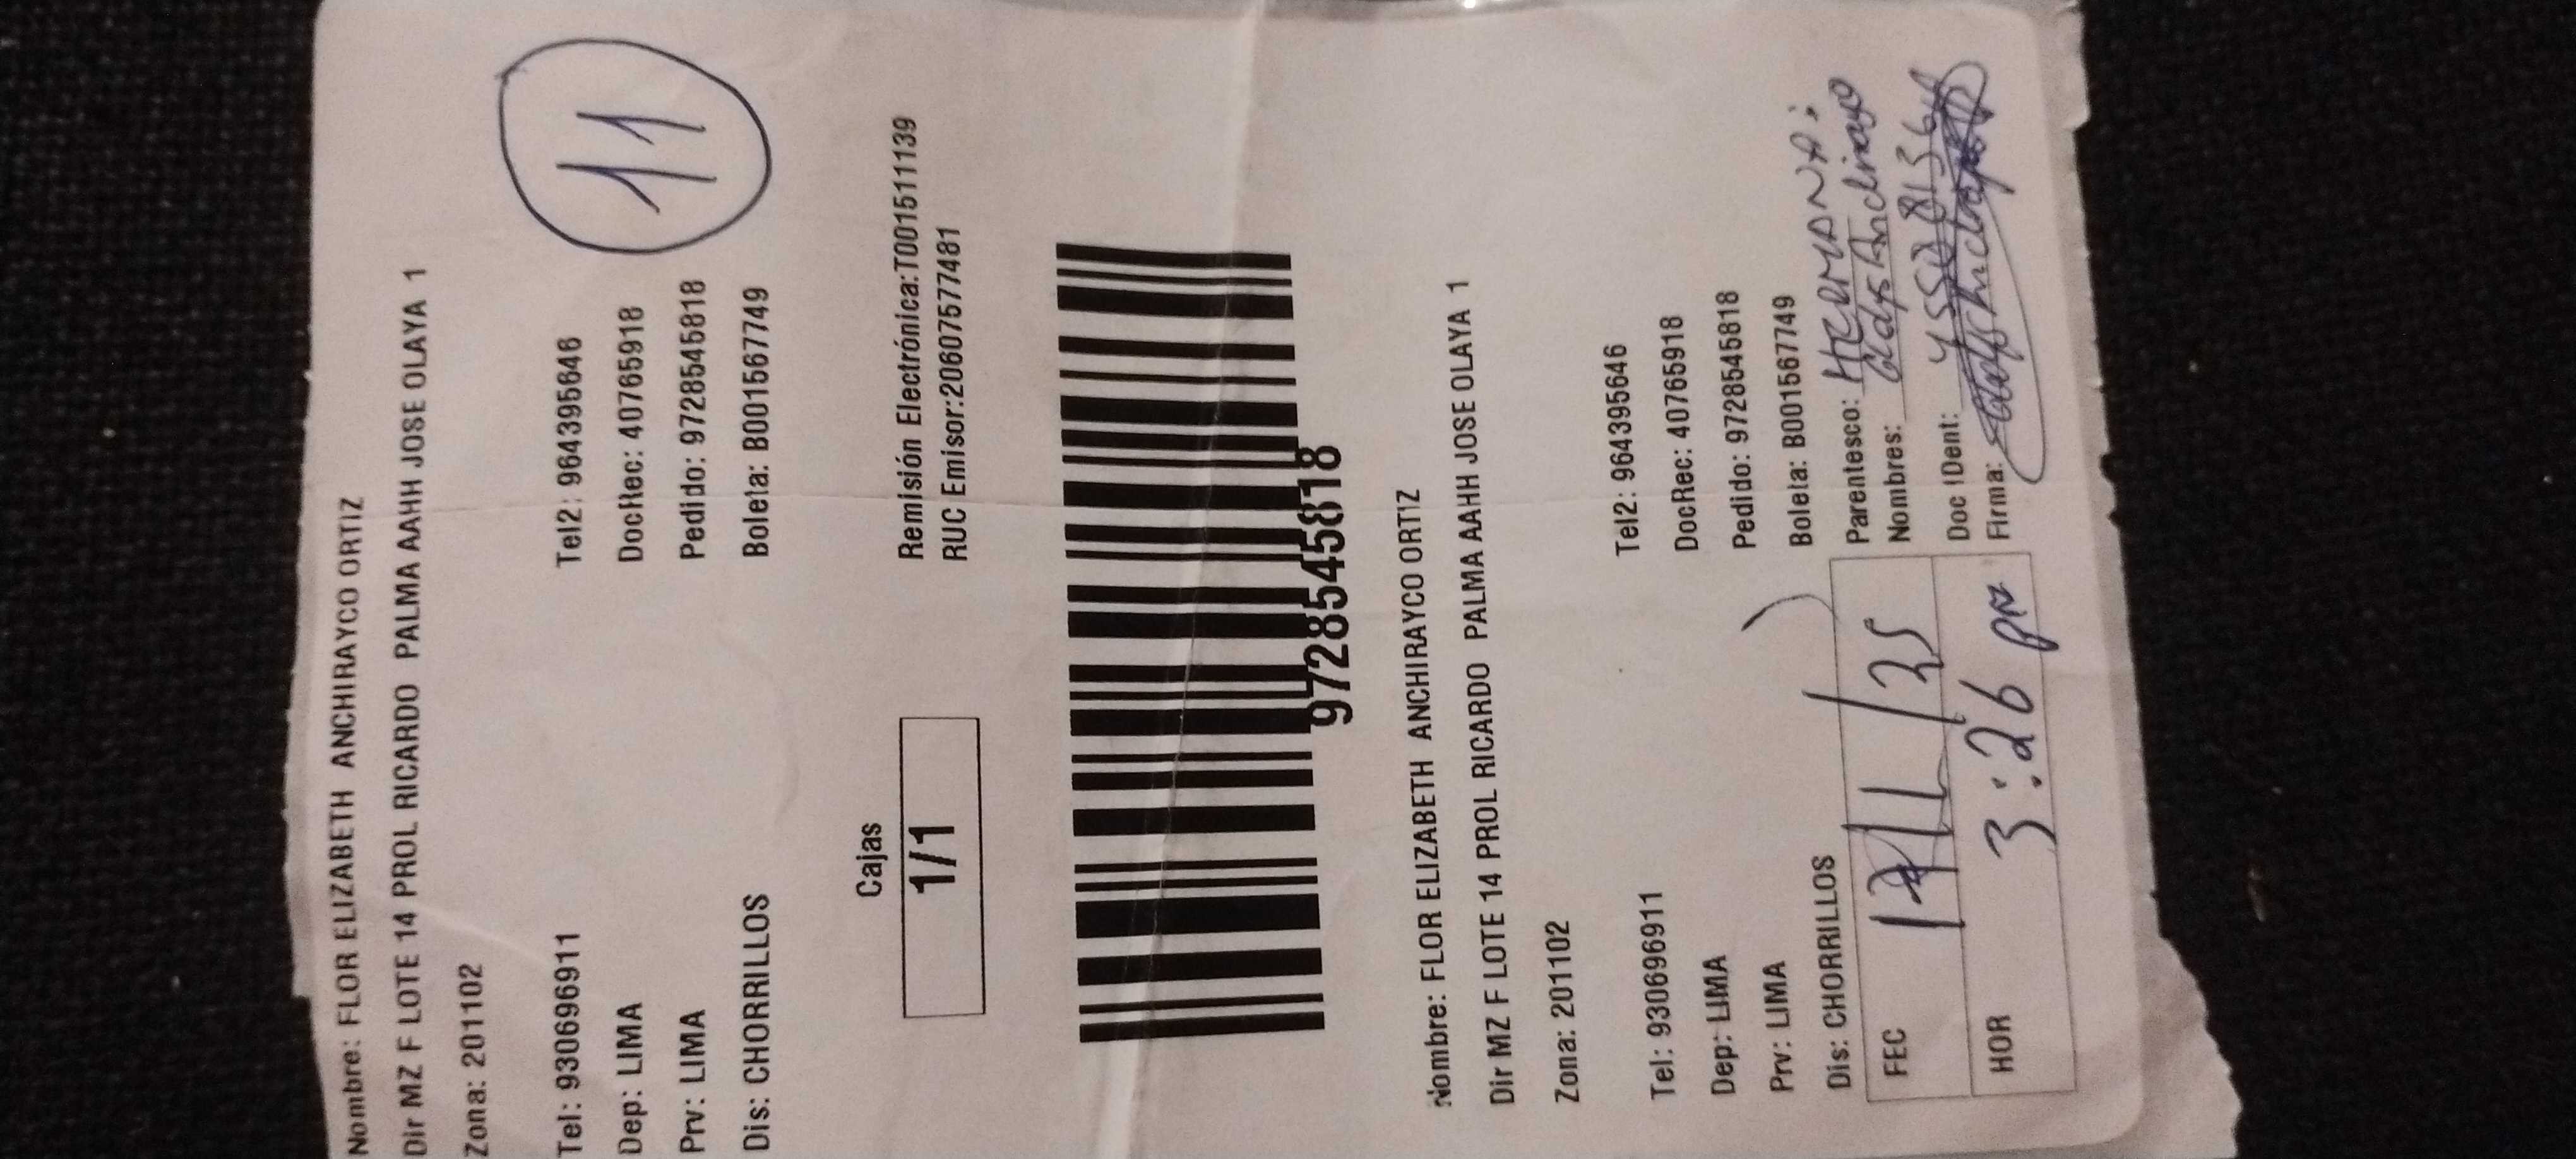 Nombre: FLOR ELIZABETH ANCHIRAYCO ORTIZ
Dir MZ F LOTE 14 PROL RICARDO PALMA AAHH JOSE OLAYA 1
Zona: 201102
11
Tel: 930696911 Tel2: 964395646
Dep: LIMA DocRec: 40765918
Prv: LIMA Pedido: 9728545818
Dis: CHORRILLOS Boleta: B001567749
Cajas
1/1
Remisión Electrónica:T001511139
RUC Emisor:20607577481
9728545818
Nombre: FLOR ELIZABETH ANCHIRAYCO ORTIZ
Dir MZ F LOTE 14 PROL RICARDO PALMA AAHH JOSE OLAYA 1
Zona: 201102
Tel: 930696911 Tel2: 964395646
Dep: LIMA DocRec: 40765918
Prv: LIMA Pedido: 9728545818
Dis: CHORRILLOS Boleta: B001567749
FEC
HOR 3:26 pm
Parentesco: HERMANA:
Nombres:
Doc IDent:
Firma: